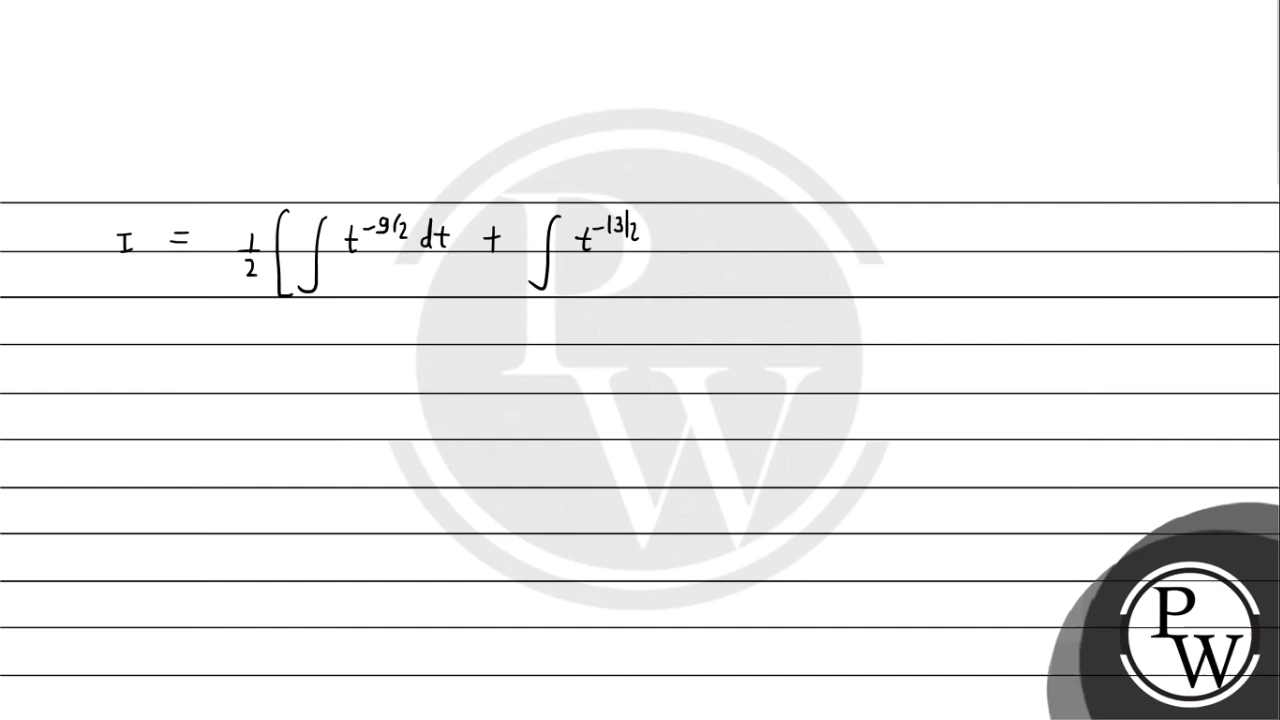 I = 1/2 [ ∫ t^{-9/2} dt + ∫ t^{-13/2}
P
W
P
W